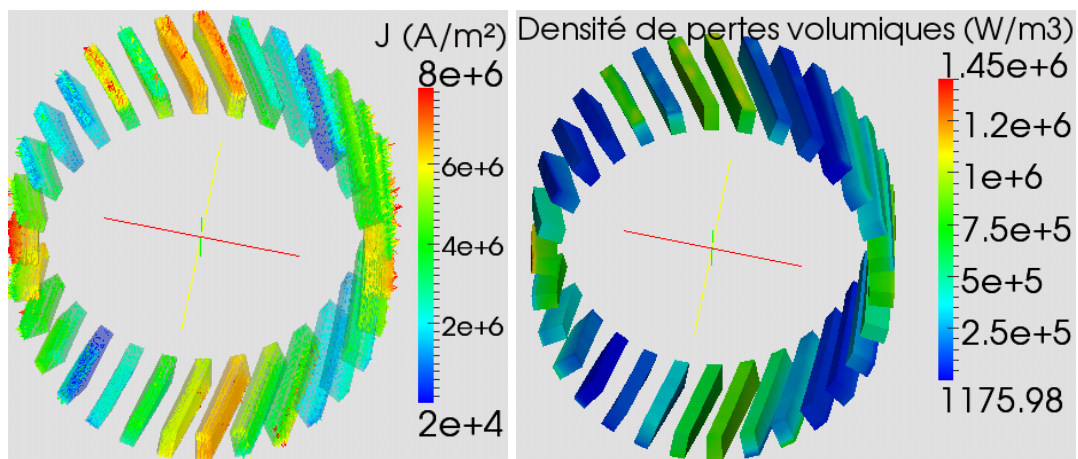 J (A/m²)
8e+6
6e+6
4e+6
2e+6
2e+4
Densité de pertes volumiques (W/m3)
1.45e+6
1.2e+6
1e+6
7.5e+5
5e+5
2.5e+5
1175.98